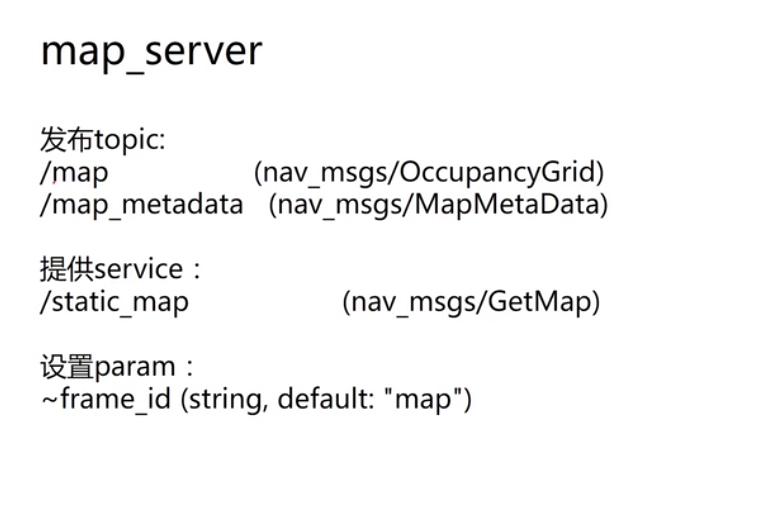 map_server
发布topic:
/map (nav_msgs/OccupancyGrid)
/map_metadata (nav_msgs/MapMetaData)
提供service：
/static_map (nav_msgs/GetMap)
设置param：
~frame_id (string, default: "map")